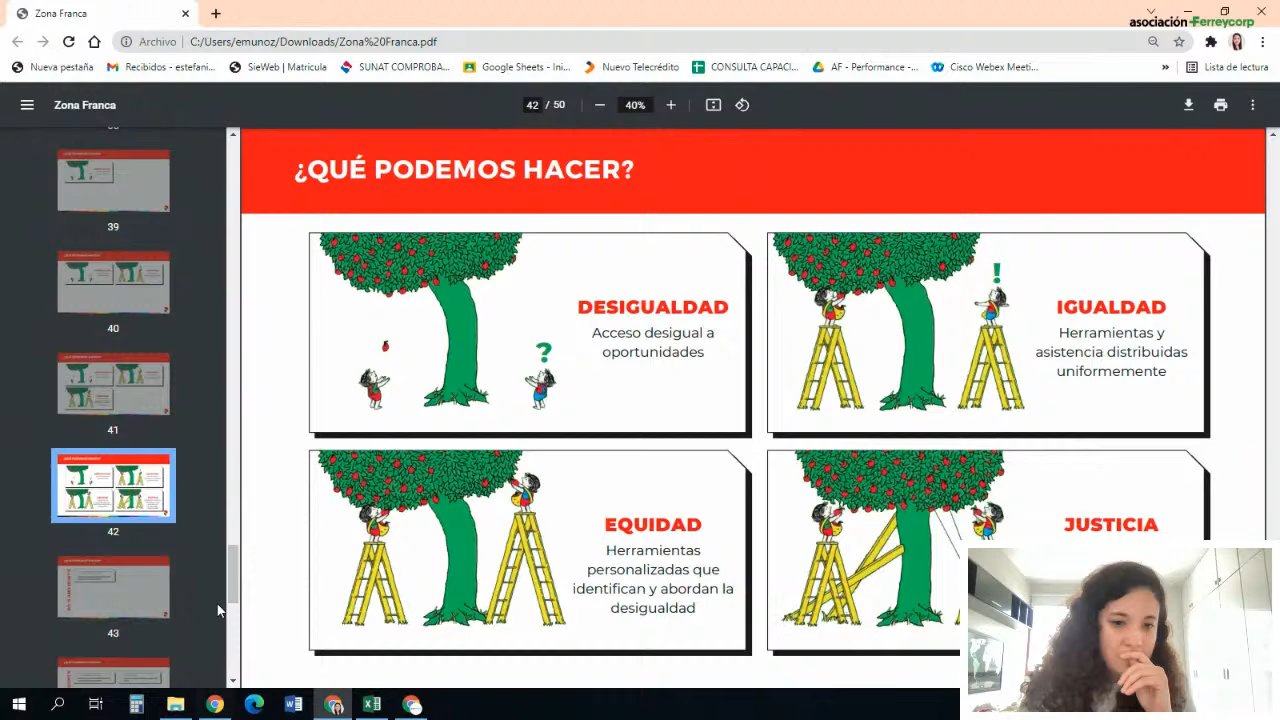 Zona Franca
asociación Ferreycorp
Archivo
C:/Users/emunoz/Downloads/Zona%20Franca.pdf
Nueva pestaña
Recibidos - estefani...
SieWeb | Matricula
SUNAT COMPROBA...
Google Sheets - Ini...
Nuevo Telecrédito
CONSULTA CAPACI...
AF - Performance -...
Cisco Webex Meeti...
»
Lista de lectura
Zona Franca
42 / 50
40%
39
40
41
42
43
¿QUÉ PODEMOS HACER?
DESIGUALDAD
Acceso desigual a
oportunidades
?
IGUALDAD
Herramientas y
asistencia distribuidas
uniformemente
!
EQUIDAD
Herramientas
personalizadas que
identifican y abordan la
desigualdad
JUSTICIA